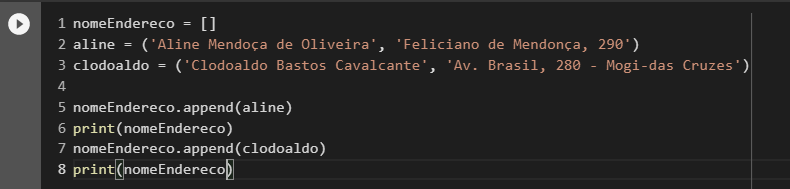 1 nomeEndereco = []
2 aline = ('Aline Mendoça de Oliveira', 'Feliciano de Mendonça, 290')
3 clodoaldo = ('Clodoaldo Bastos Cavalcante', 'Av. Brasil, 280 - Mogi-das Cruzes')
4
5 nomeEndereco.append(aline)
6 print(nomeEndereco)
7 nomeEndereco.append(clodoaldo)
8 print(nomeEndereco)